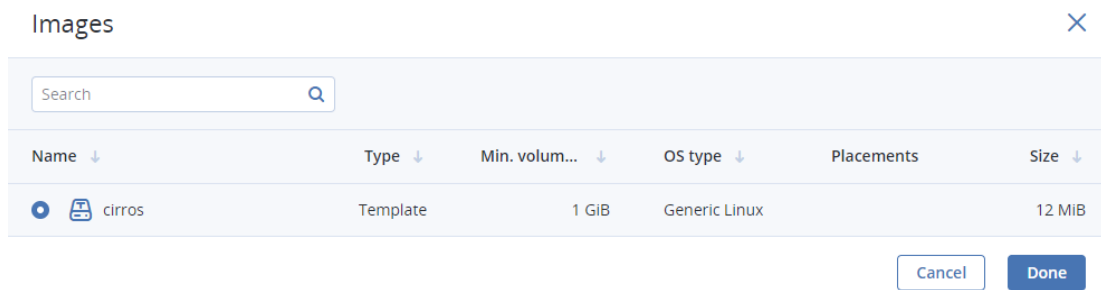 Images
Search
Name Type Min. volum... OS type Placements Size
cirros Template 1 GiB Generic Linux 12 MiB
Cancel Done